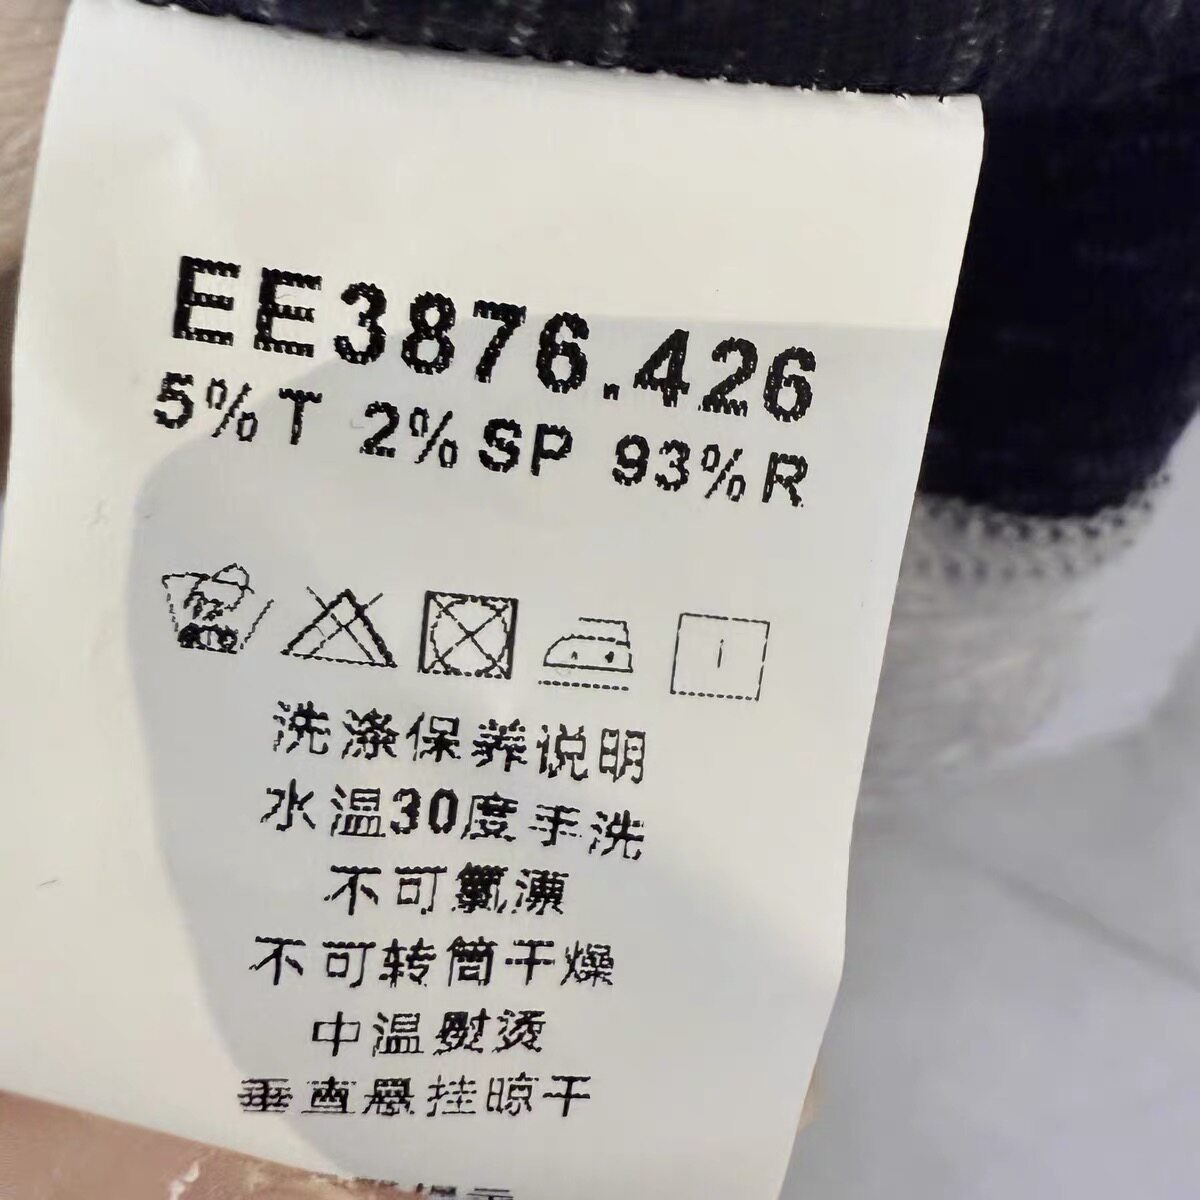 EE3876.426
5%T 2%SP 93%R
洗涤保养说明
水温30度手洗
不可氯漂
不可转筒干燥
中温熨烫
垂直悬挂晾干